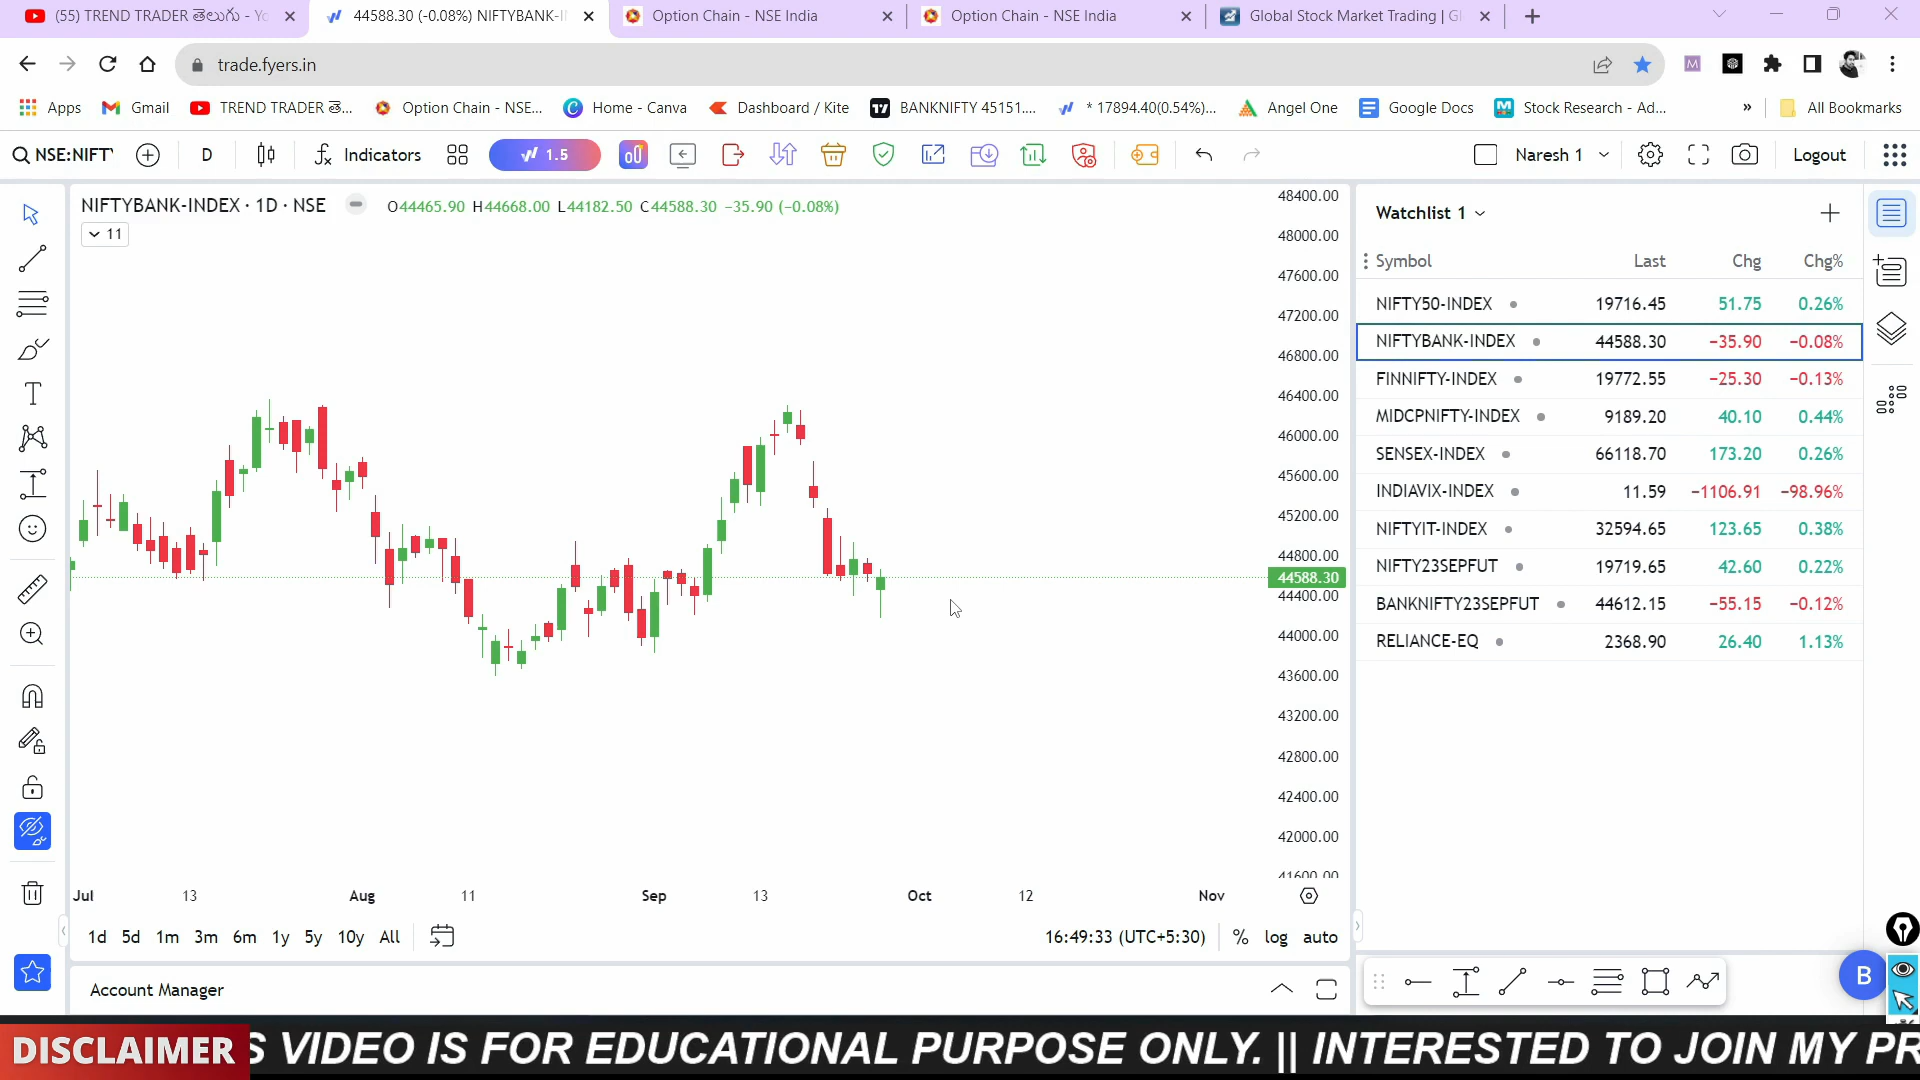 (55) TREND TRADER తెలుగు - Yo
44588.30 (-0.08%) NIFTYBANK-I
Option Chain - NSE India
Option Chain - NSE India
Global Stock Market Trading | Gl
trade.fyers.in
Apps
Gmail
TREND TRADER తె...
Option Chain - NSE...
Home - Canva
Dashboard / Kite
BANKNIFTY 45151....
* 17894.40(0.54%)...
Angel One
Google Docs
Stock Research - Ad...
»
All Bookmarks
NSE:NIFT
D
Indicators
1.5
Naresh 1
Logout
NIFTYBANK-INDEX · 1D · NSE
O44465.90 H44668.00 L44182.50 C44588.30 −35.90 (−0.08%)
11
48400.00
48000.00
47600.00
47200.00
46800.00
46400.00
46000.00
45600.00
45200.00
44800.00
44588.30
44400.00
44000.00
43600.00
43200.00
42800.00
42400.00
42000.00
41600.00
Jul 13 Aug 11 Sep 13 Oct 12 Nov
1d 5d 1m 3m 6m 1y 5y 10y All
16:49:33 (UTC+5:30) % log auto
Account Manager
Watchlist 1
Symbol Last Chg Chg%
NIFTY50-INDEX 19716.45 51.75 0.26%
NIFTYBANK-INDEX 44588.30 −35.90 −0.08%
FINNIFTY-INDEX 19772.55 −25.30 −0.13%
MIDCPNIFTY-INDEX 9189.20 40.10 0.44%
SENSEX-INDEX 66118.70 173.20 0.26%
INDIAVIX-INDEX 11.59 −1106.91 −98.96%
NIFTYIT-INDEX 32594.65 123.65 0.38%
NIFTY23SEPFUT 19719.65 42.60 0.22%
BANKNIFTY23SEPFUT 44612.15 −55.15 −0.12%
RELIANCE-EQ 2368.90 26.40 1.13%
B
DISCLAIMER
S VIDEO IS FOR EDUCATIONAL PURPOSE ONLY. || INTERESTED TO JOIN MY PR